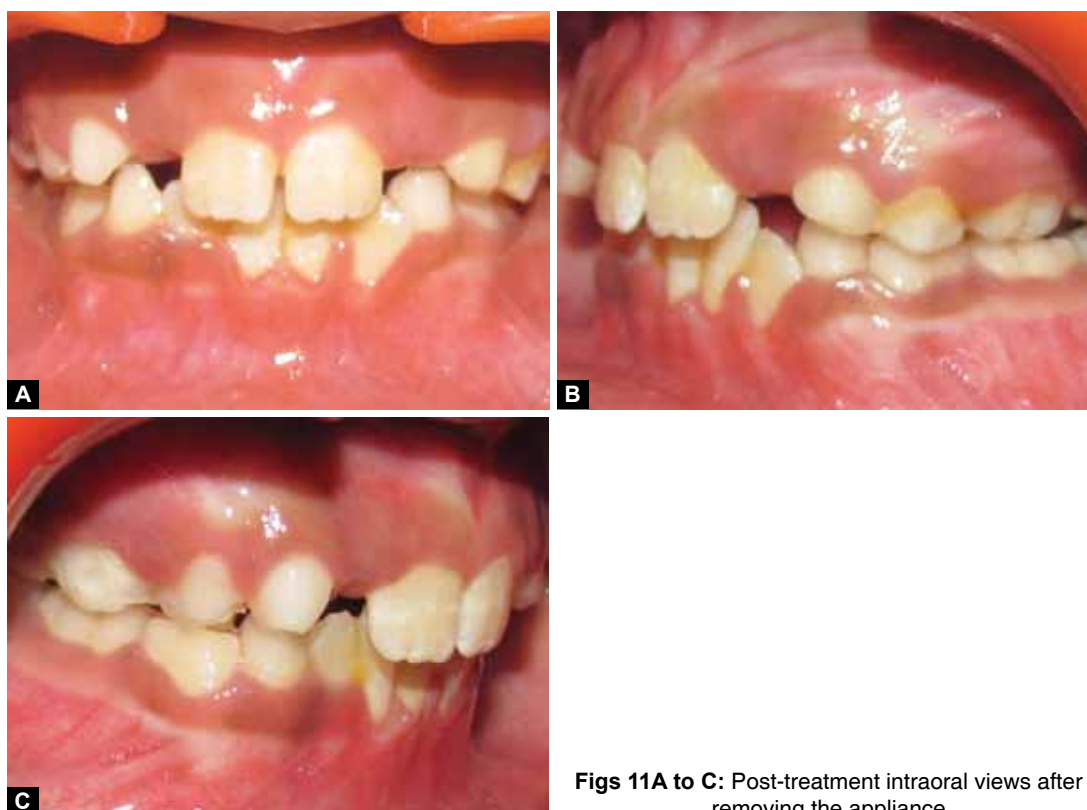 A
B
C
Figs 11A to C: Post-treatment intraoral views after
removing the appliance